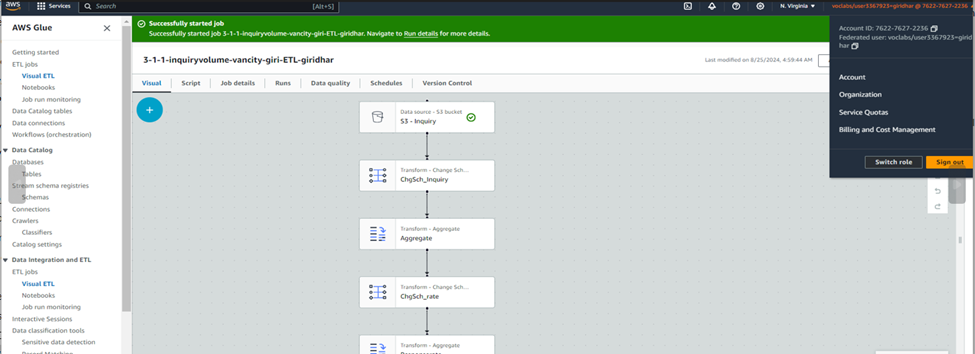 aws
Services
Search
[Alt+S]
N. Virginia
voclabs/user3367923=giridhar @ 7622-7627-2236
AWS Glue
Getting started
ETL jobs
Visual ETL
Notebooks
Job run monitoring
Data Catalog tables
Data connections
Workflows (orchestration)
Data Catalog
Databases
Tables
Stream schema registries
Schemas
Connections
Crawlers
Classifiers
Catalog settings
Data Integration and ETL
ETL jobs
Visual ETL
Notebooks
Job run monitoring
Interactive Sessions
Data classification tools
Sensitive data detection
Record Matching
Successfully started job
Successfully started job 3-1-1-inquiryvolume-vancity-giri-ETL-giridhar. Navigate to Run details for more details.
3-1-1-inquiryvolume-vancity-giri-ETL-giridhar
Last modified on 8/25/2024, 4:59:44 AM
Visual
Script
Job details
Runs
Data quality
Schedules
Version Control
Data source - S3 bucket
S3 - Inquiry
Transform - Change Sch...
ChgSch_Inquiry
Transform - Aggregate
Aggregate
Transform - Change Sch...
ChgSch_rate
Transform - Aggregate
Account ID: 7622-7627-2236
Federated user: voclabs/user3367923=girid
har
Account
Organization
Service Quotas
Billing and Cost Management
Switch role
Sign out